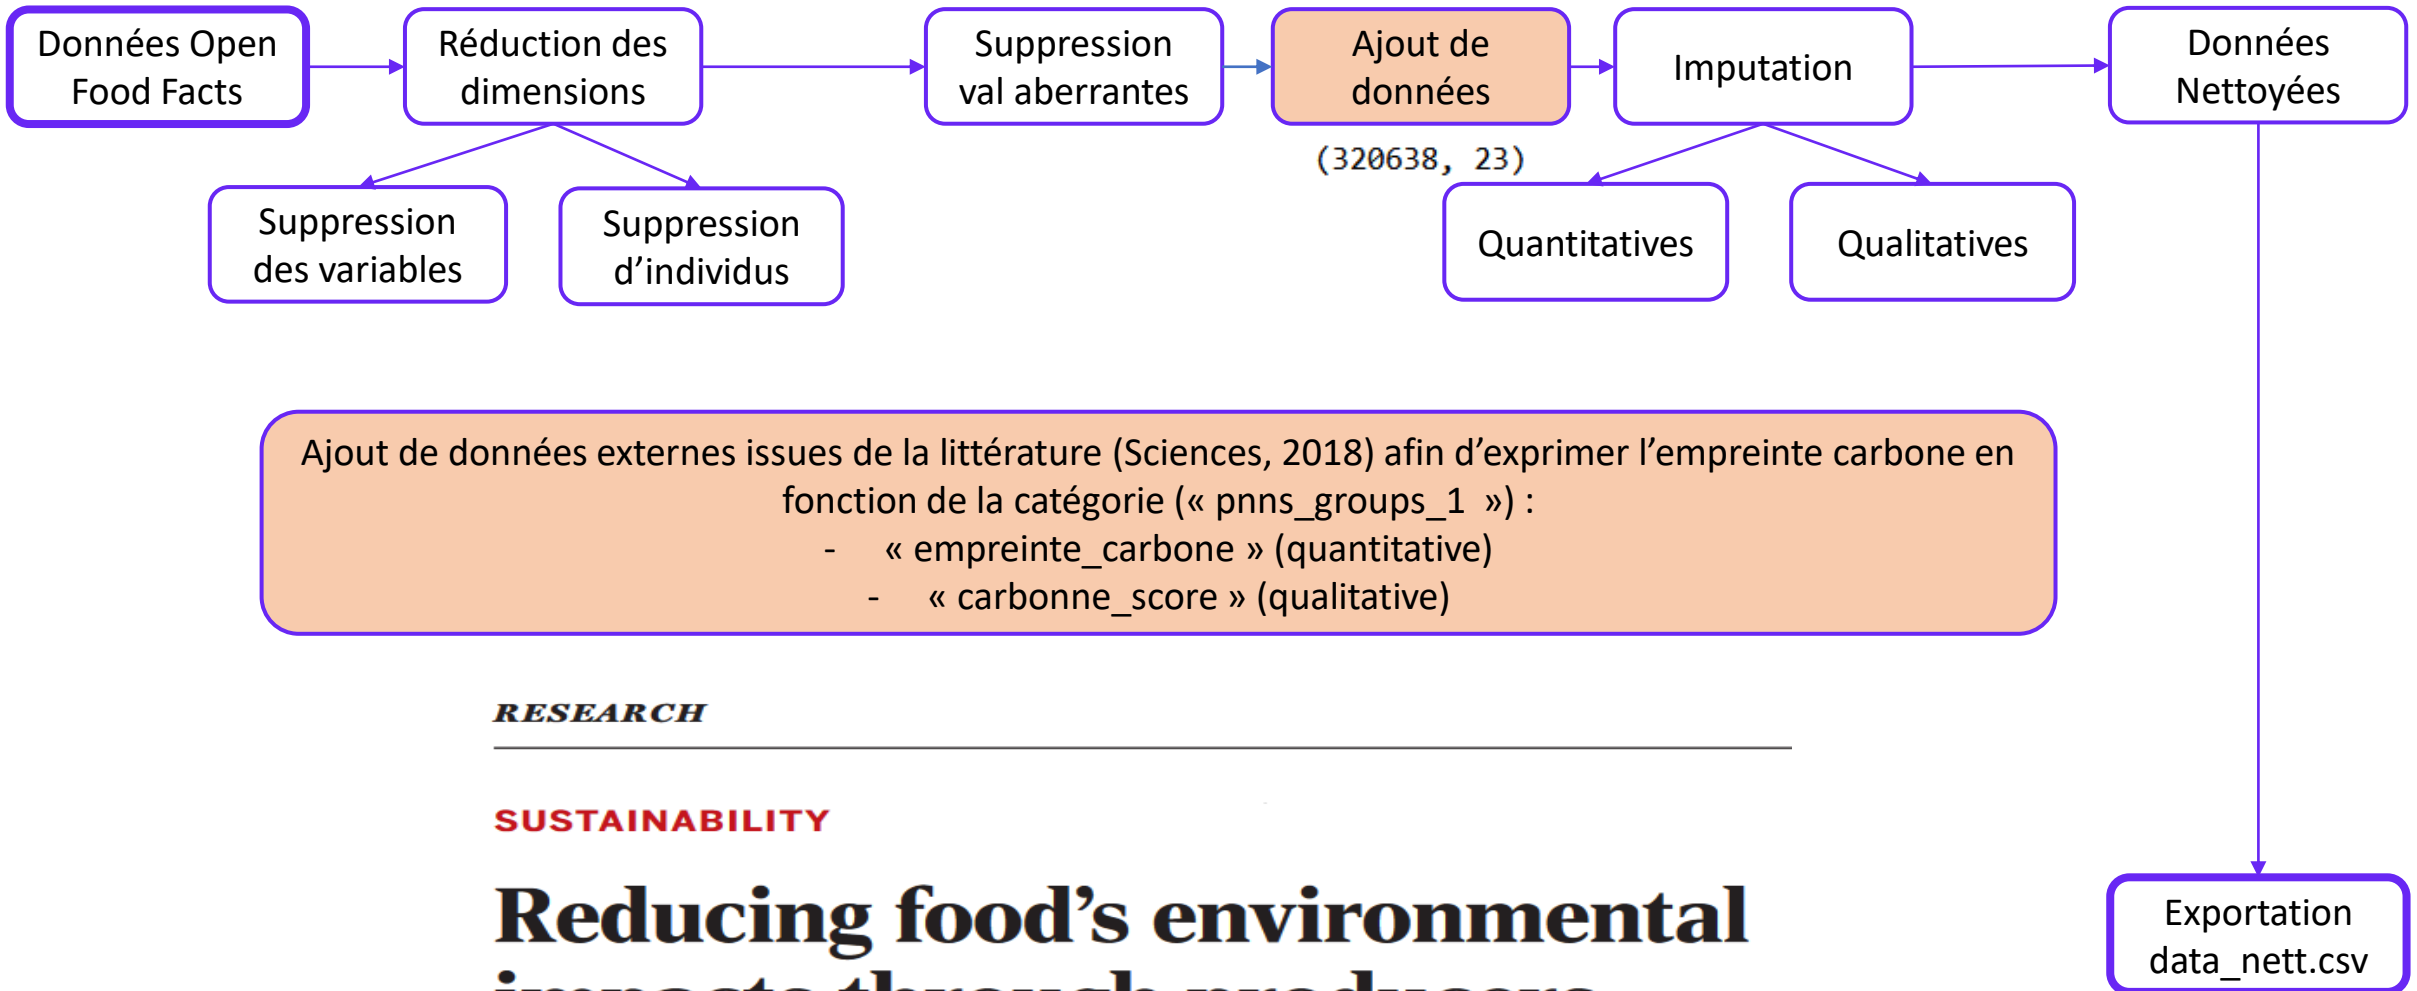 Données Open
Food Facts
Réduction des
dimensions
Suppression
val aberrantes
Ajout de
données
Imputation
Données
Nettoyées
(320638, 23)
Suppression
des variables
Suppression
d’individus
Quantitatives
Qualitatives
Ajout de données externes issues de la littérature (Sciences, 2018) afin d’exprimer l’empreinte carbone en
fonction de la catégorie (« pnns_groups_1 ») :
- « empreinte_carbone » (quantitative)
- « carbonne_score » (qualitative)
RESEARCH
SUSTAINABILITY
Reducing food’s environmental
impacts through producers
Exportation
data_nett.csv